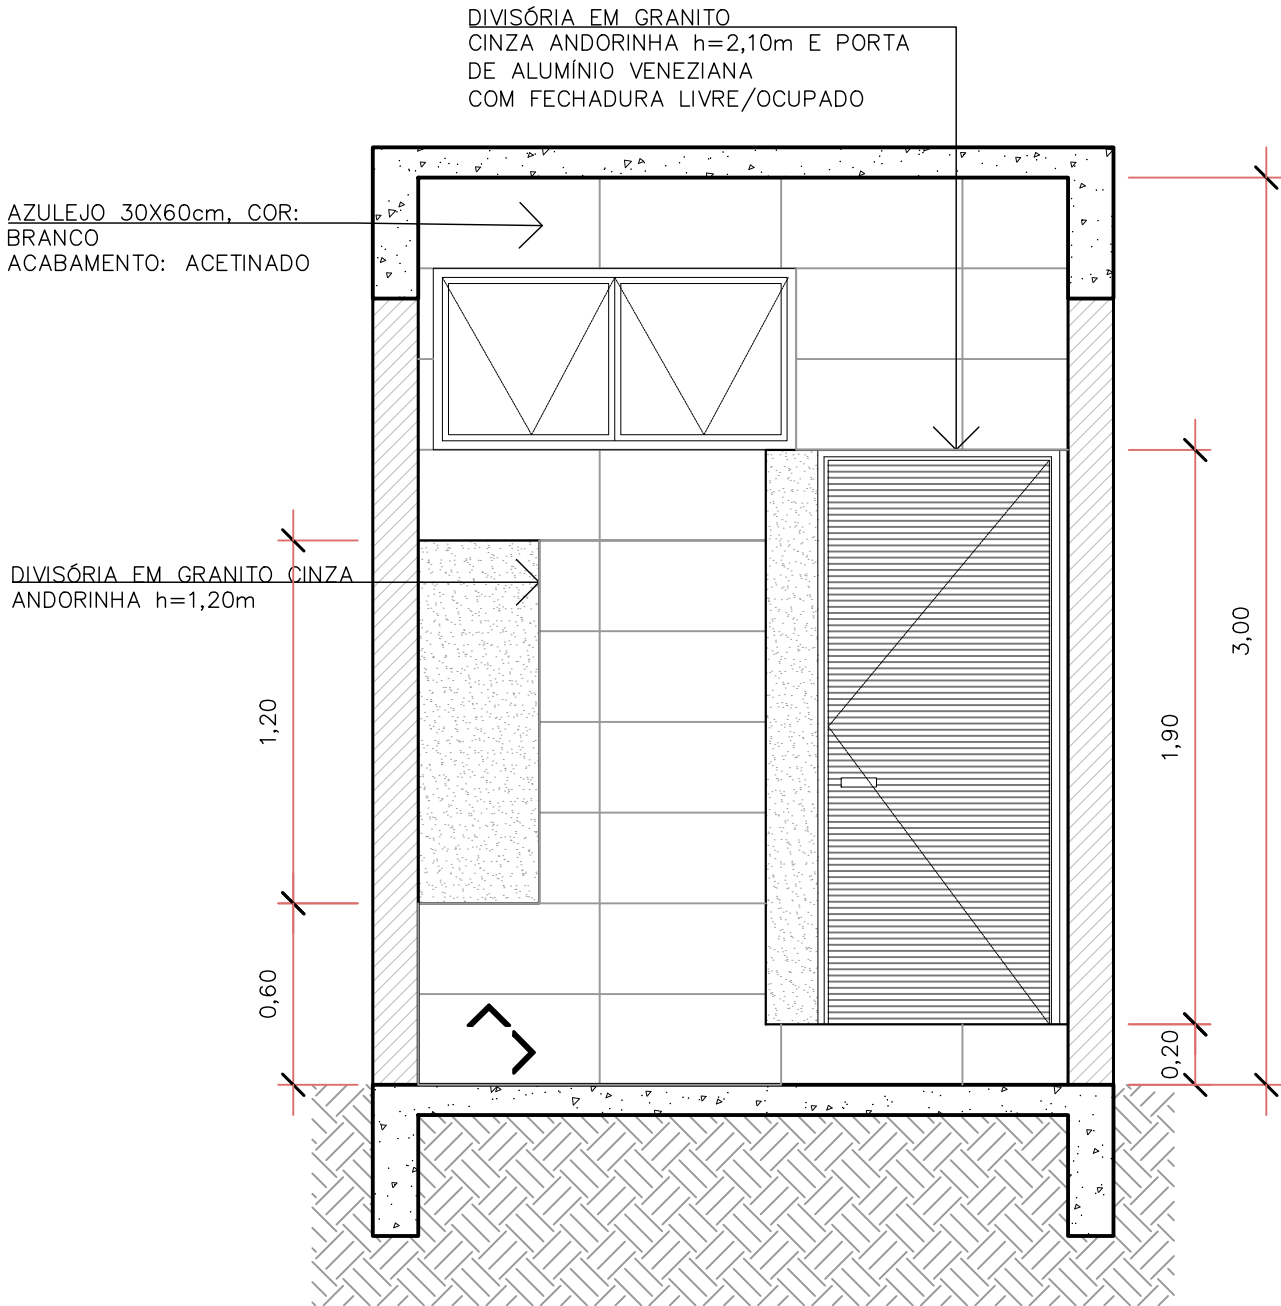 DIVISÓRIA EM GRANITO
CINZA ANDORINHA h=2,10m E PORTA
DE ALUMÍNIO VENEZIANA
COM FECHADURA LIVRE/OCUPADO
AZULEJO 30X60cm, COR:
BRANCO
ACABAMENTO: ACETINADO
DIVISÓRIA EM GRANITO CINZA
ANDORINHA h=1,20m
1,20
0,60
3,00
1,90
0,20